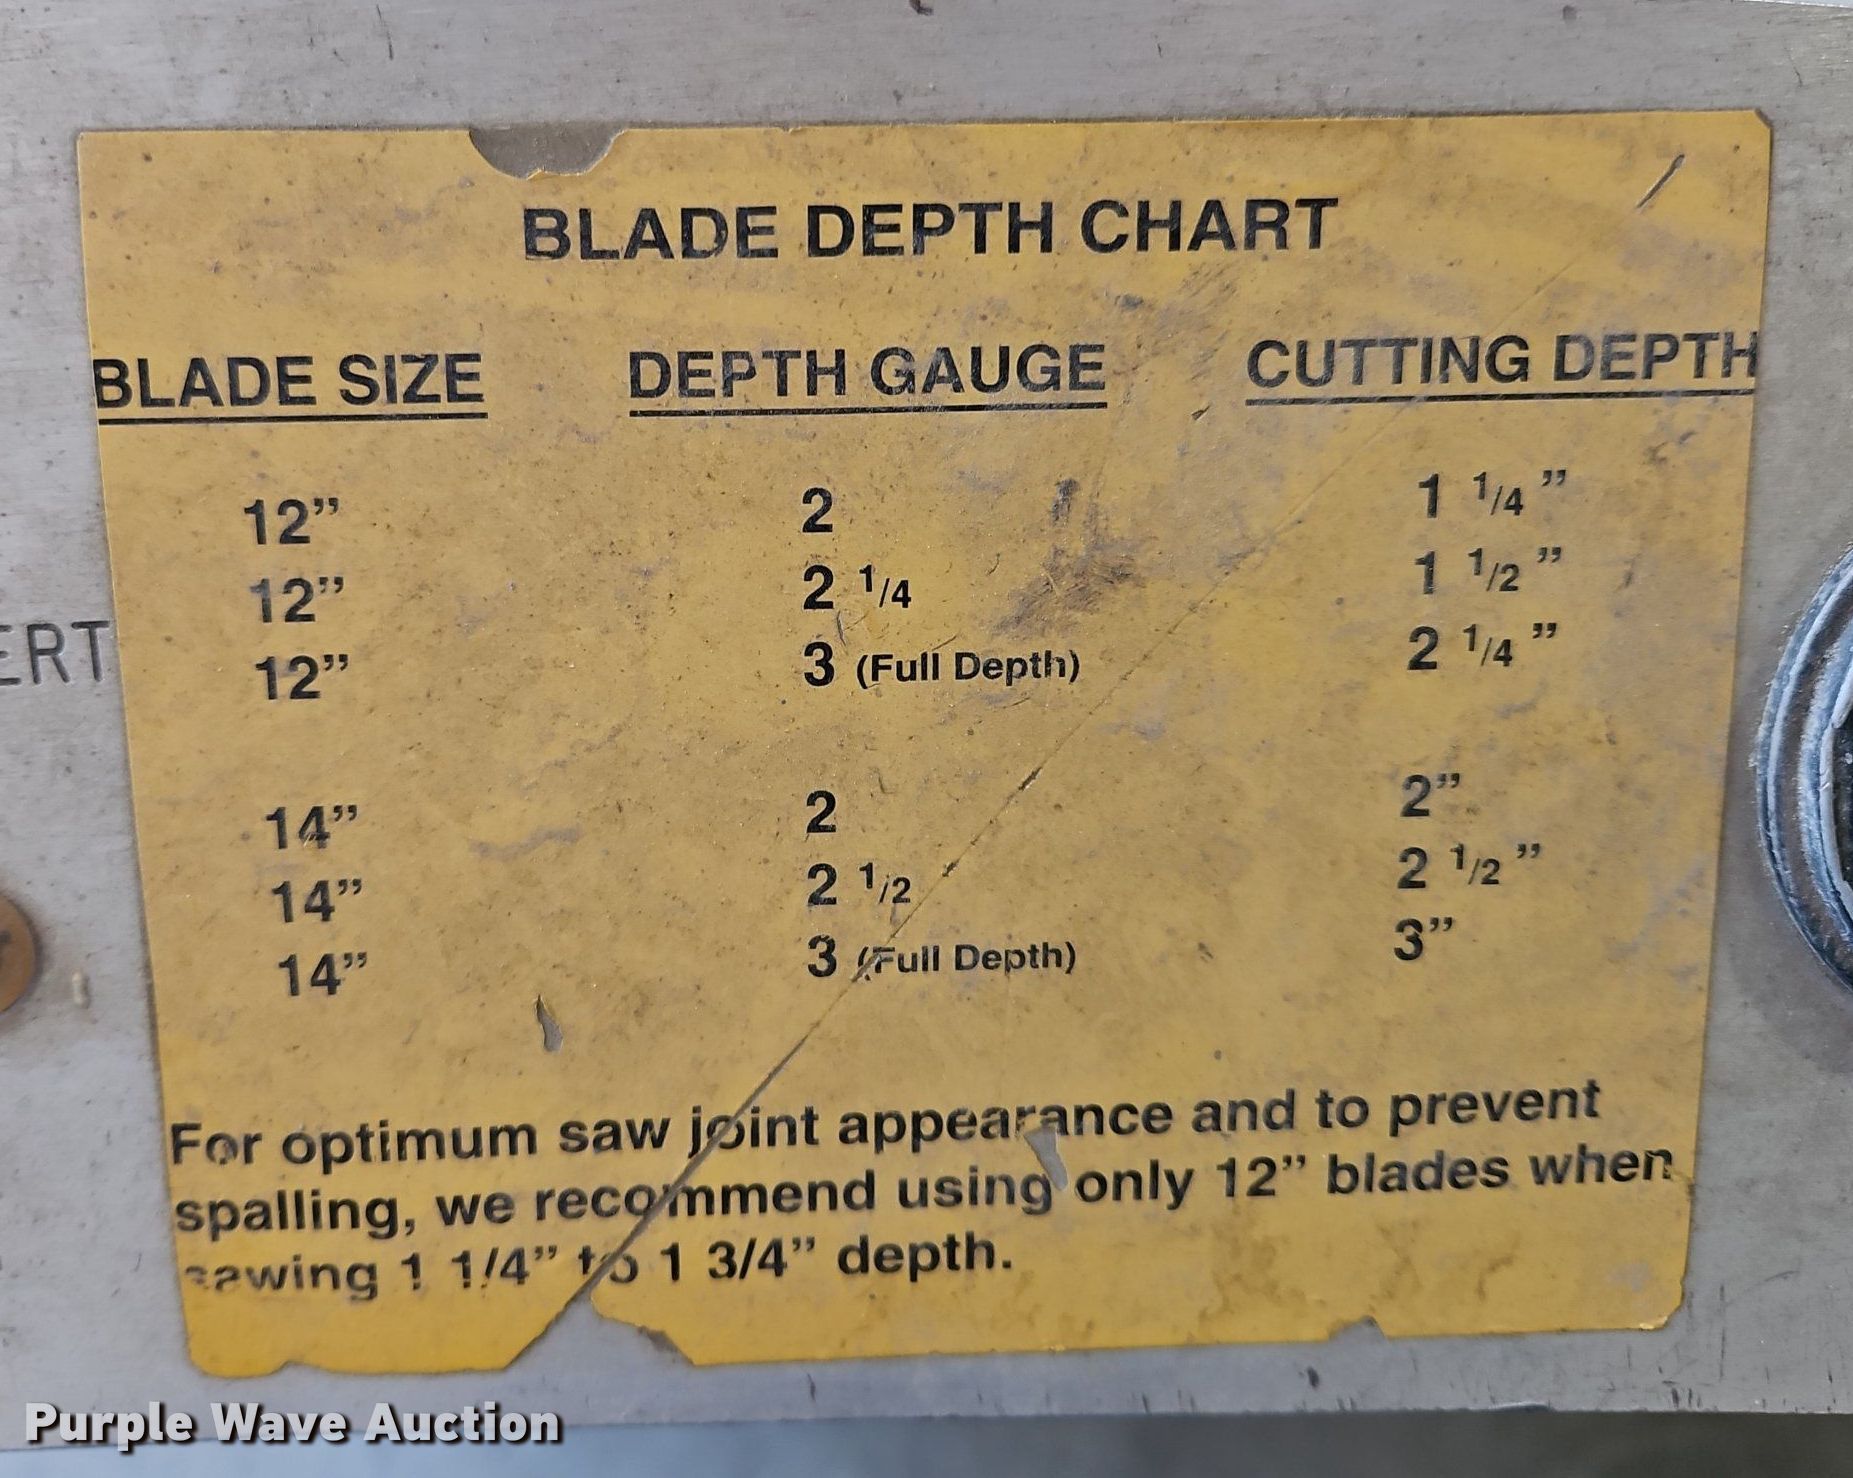 BLADE DEPTH CHART
BLADE SIZE DEPTH GAUGE CUTTING DEPTH
12” 2 1 1/4 ”
12” 2 1/4 1 1/2 ”
12” 3 (Full Depth) 2 1/4 ”
ERT
14” 2 2”
14” 2 1/2 2 1/2 ”
14” 3 (Full Depth) 3”
For optimum saw joint appearance and to prevent
spalling, we recommend using only 12” blades when
sawing 1 1/4” to 1 3/4” depth.
Purple Wave Auction